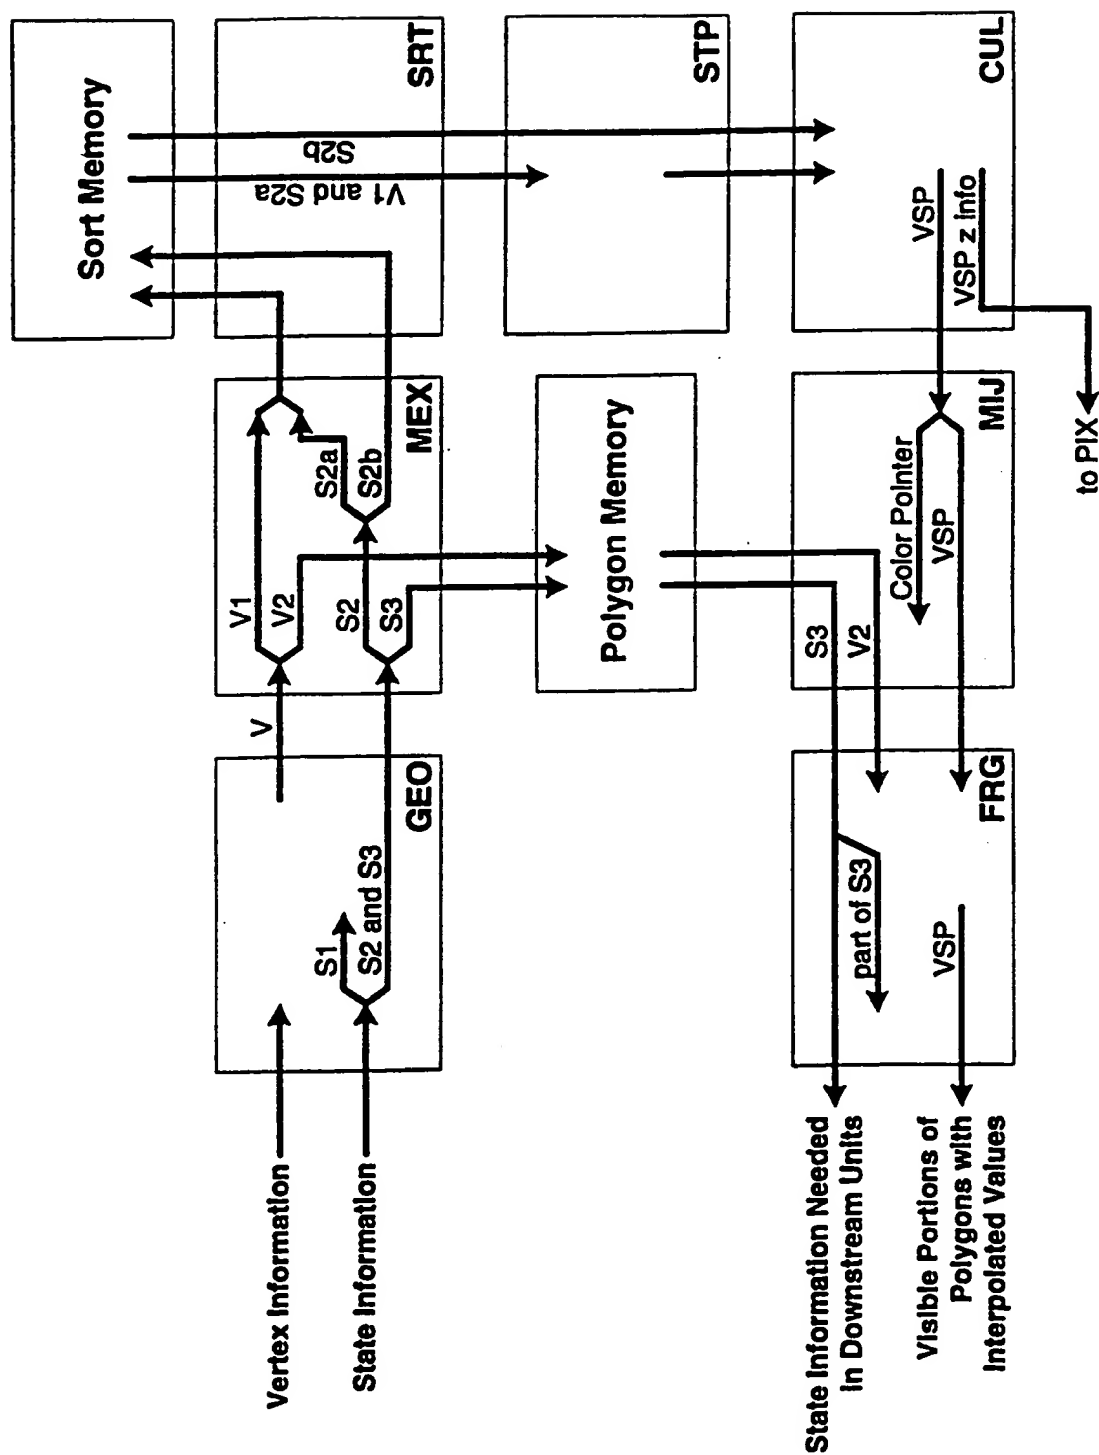 Vertex Information
State Information
S1
S2 and S3
GEO
V
V1
V2
S2
S3
S2a
S2b
MEX
Sort Memory
SRT
V1 and S2a
S2b
STP
Polygon Memory
CUL
VSP
VSP z info
to PIX
MIJ
Color Pointer
VSP
S3
V2
FRG
part of S3
VSP
State Information Needed
in Downstream Units
Visible Portions of
Polygons with
Interpolated Values